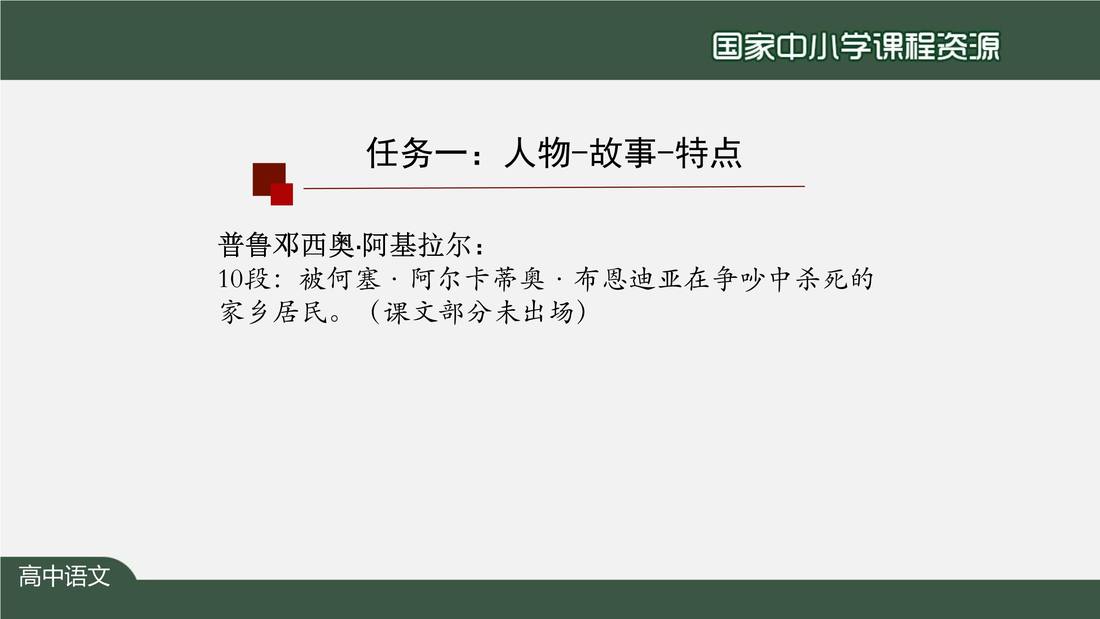 国家中小学课程资源
任务一：人物-故事-特点
普鲁邓西奥·阿基拉尔：
10段：被何塞·阿尔卡蒂奥·布恩迪亚在争吵中杀死的
家乡居民。（课文部分未出场）
高中语文